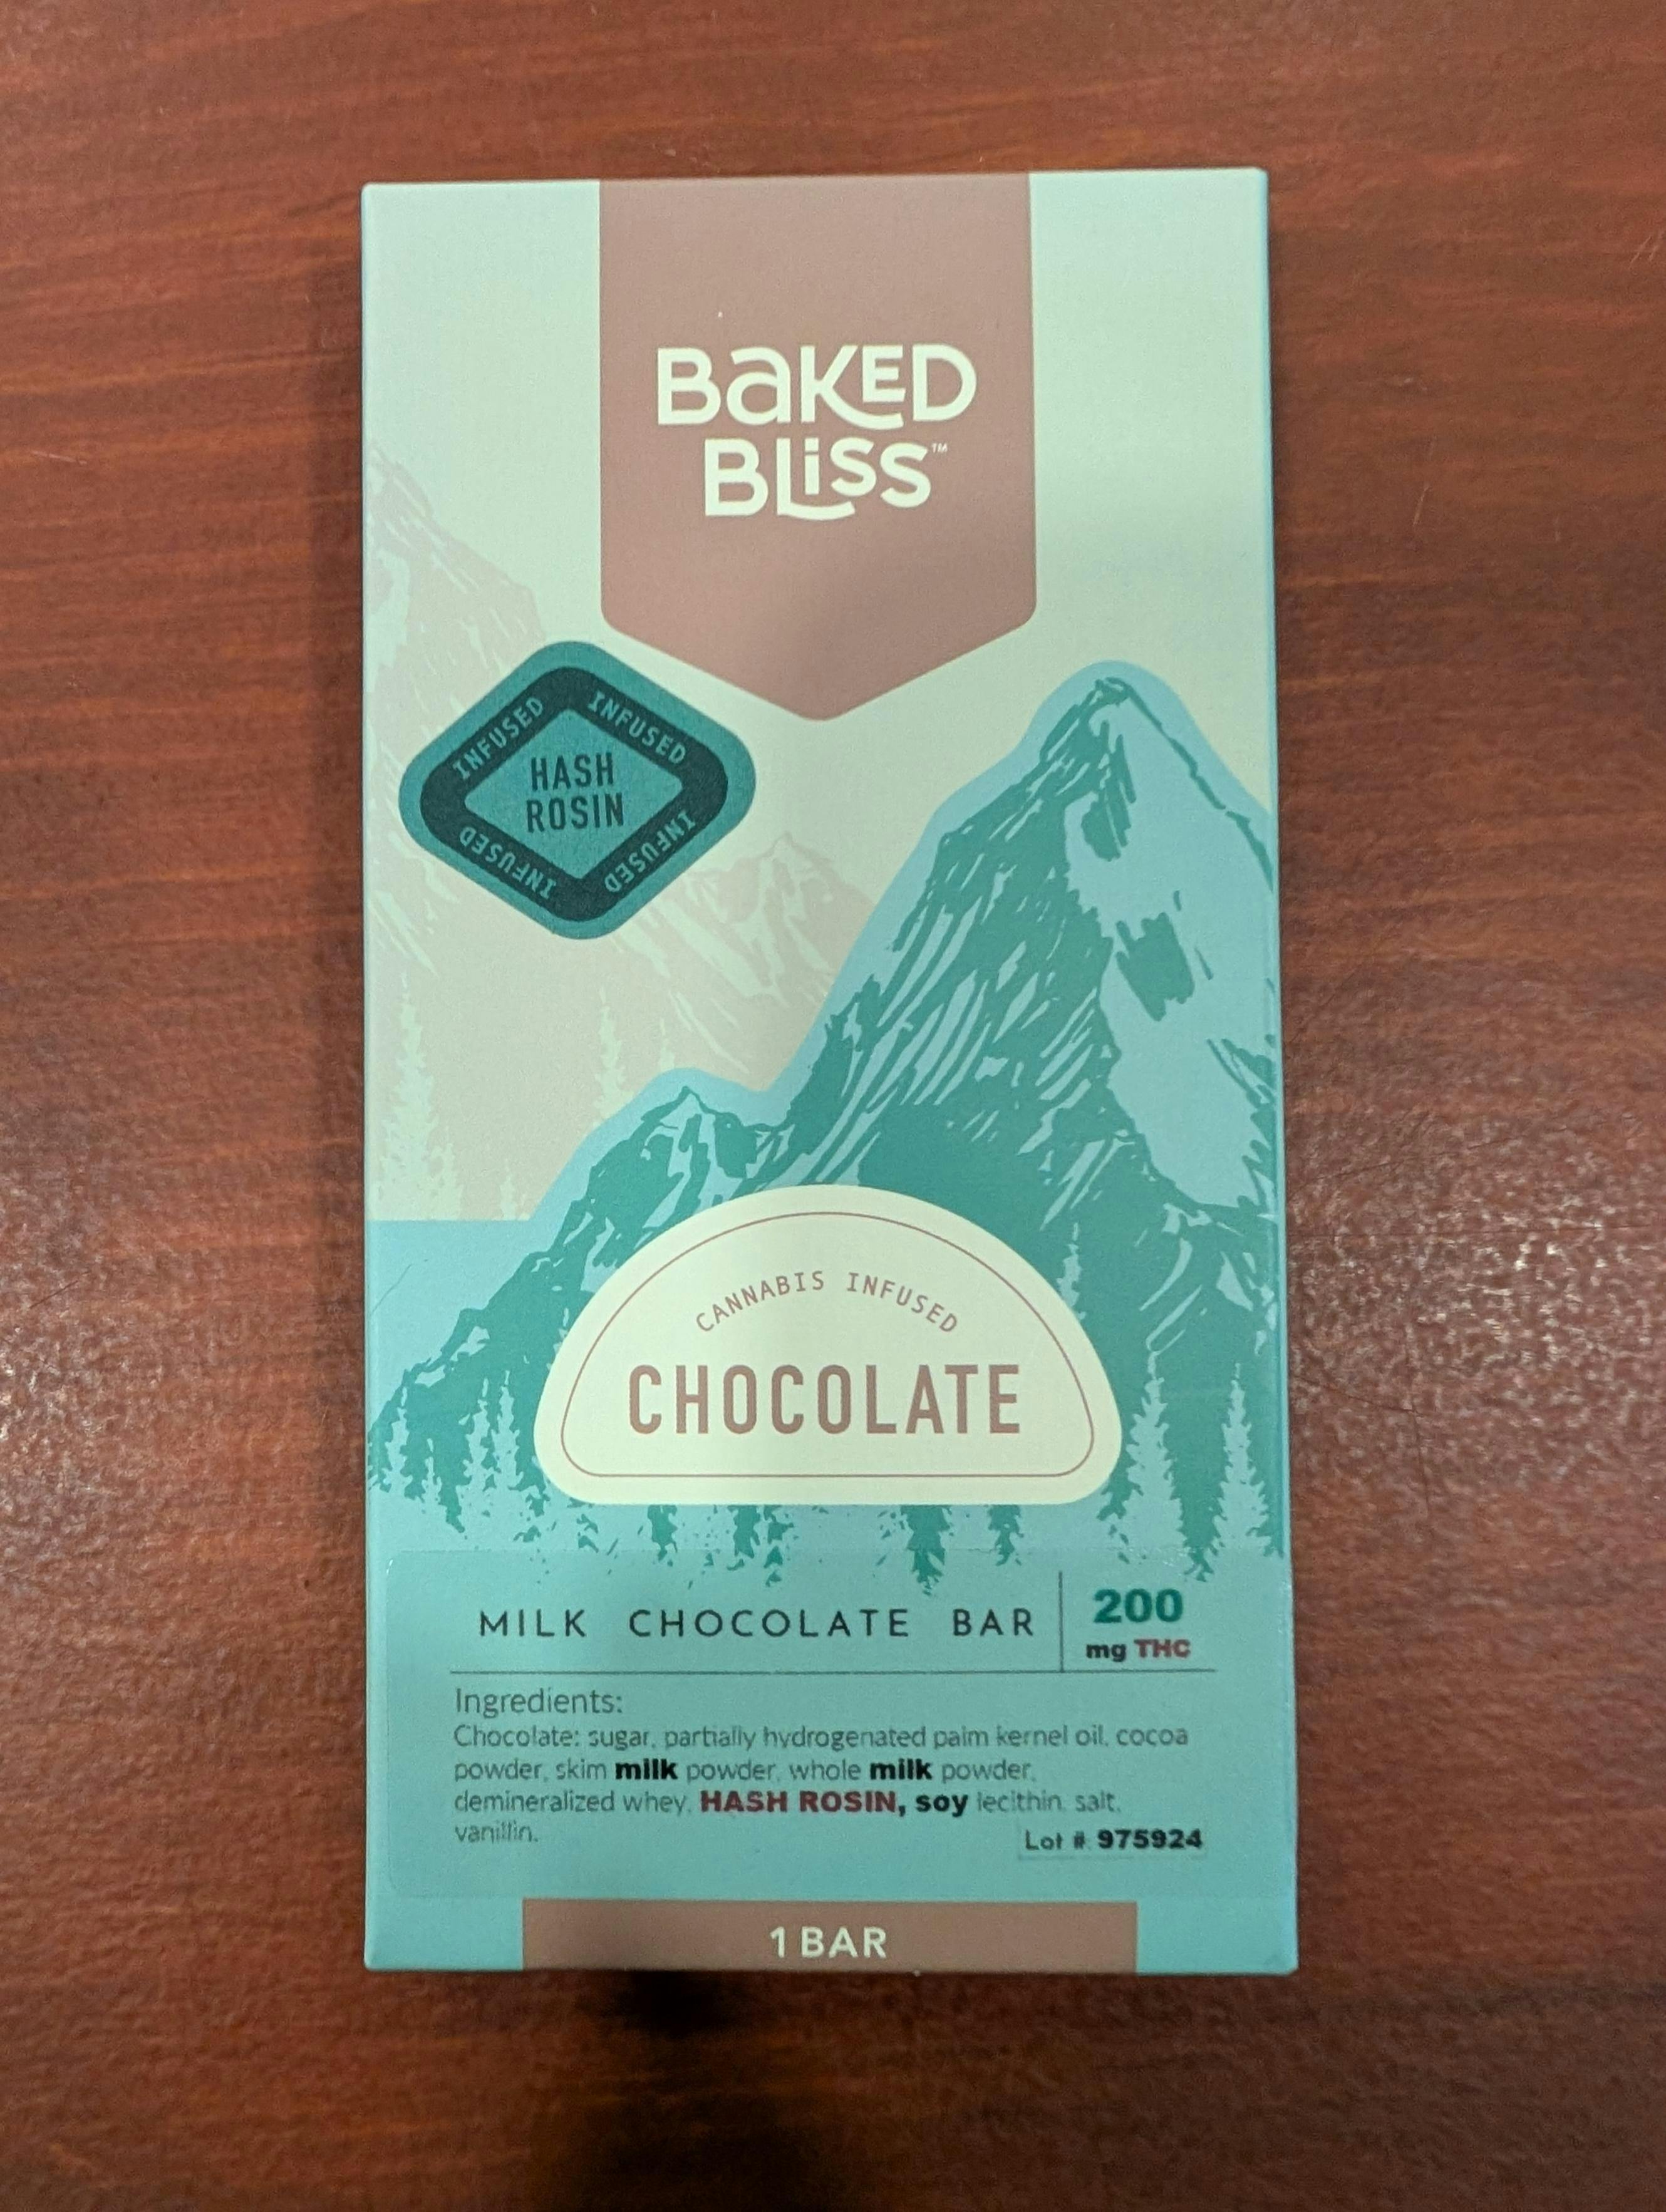 BAKED
BLISS™
INFUSED INFUSED
HASH
ROSIN
INFUSED INFUSED
CANNABIS INFUSED
CHOCOLATE
MILK CHOCOLATE BAR
200
mg THC
Ingredients:
Chocolate: sugar, partially hydrogenated palm kernel oil, cocoa
powder, skim milk powder, whole milk powder,
demineralized whey, HASH ROSIN, soy lecithin, salt,
vanillin.
Lot # 975924
1 BAR